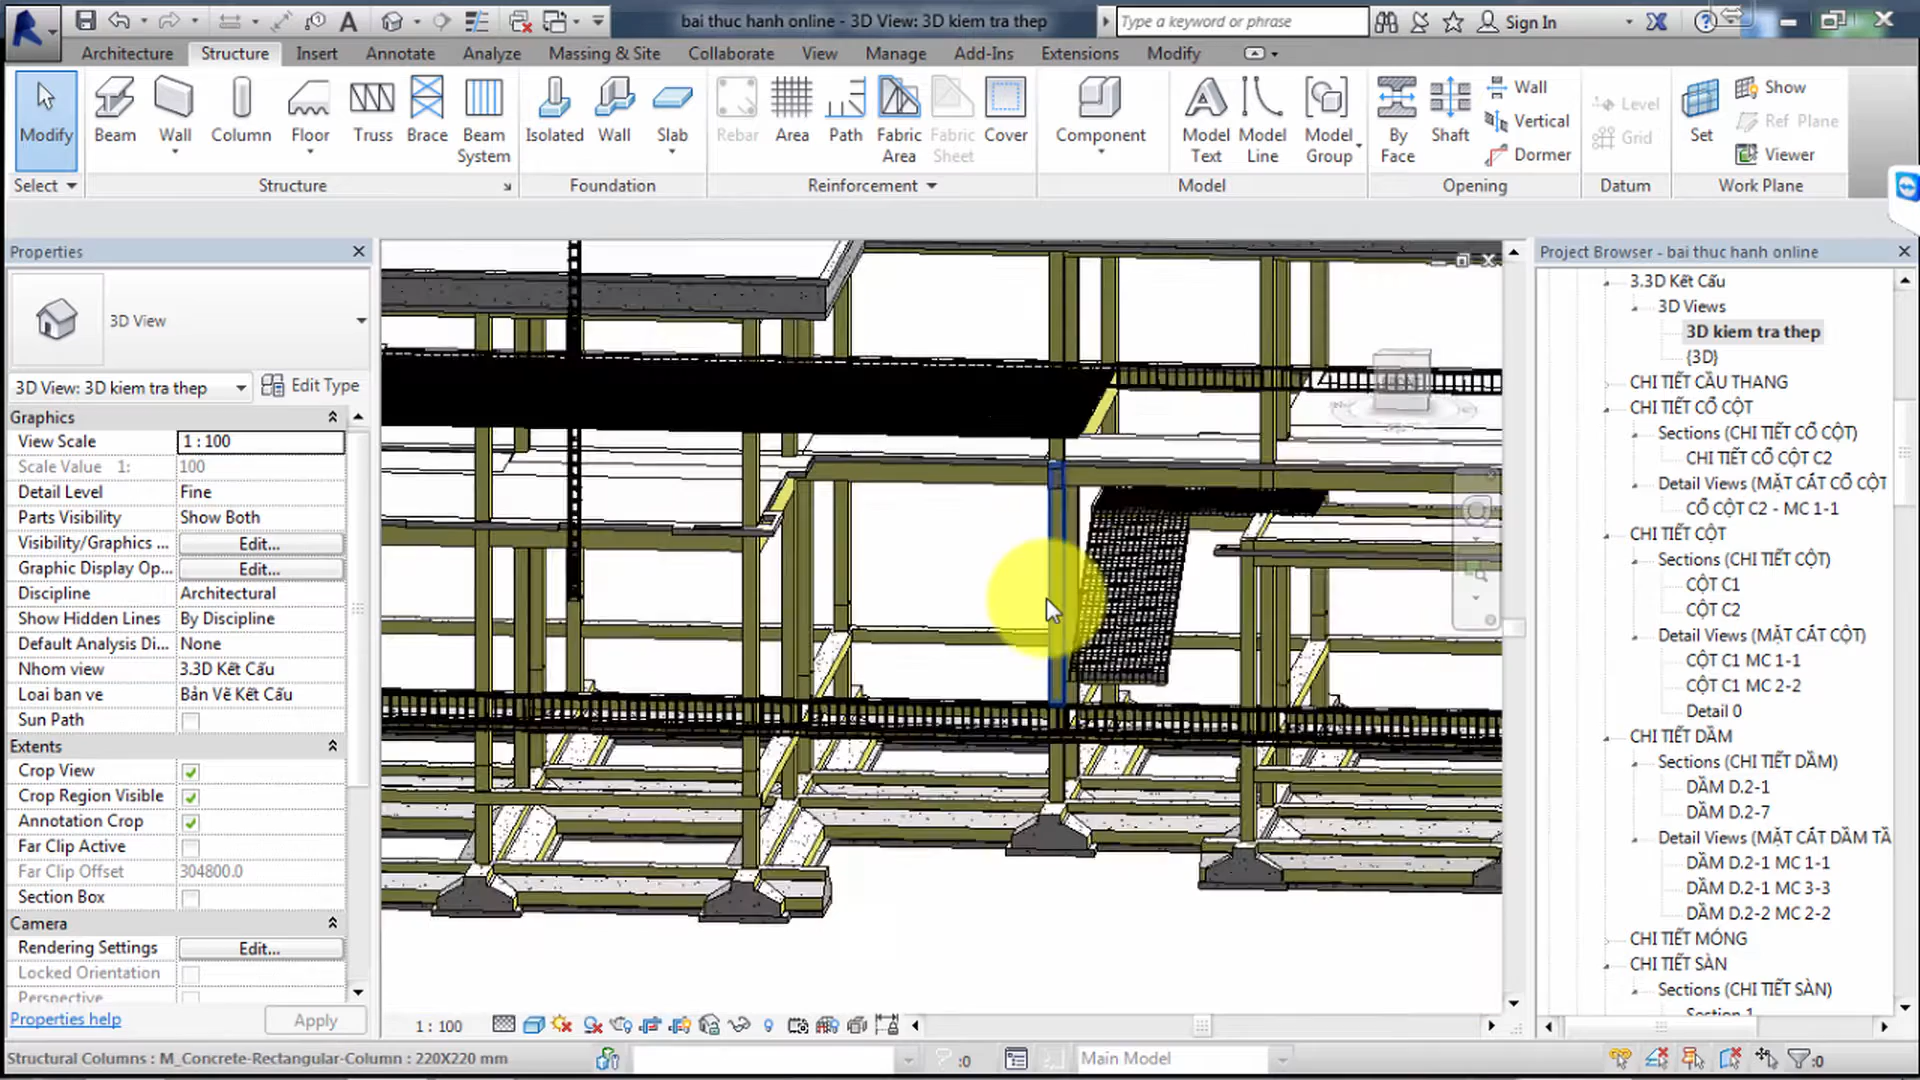 bai thuc hanh online - 3D View: 3D kiem tra thep
Type a keyword or phrase
Sign In
Architecture Structure Insert Annotate Analyze Massing & Site Collaborate View Manage Add-Ins Extensions Modify
Modify Beam Wall Column Floor Truss Brace Beam System Isolated Wall Slab Rebar Area Path Fabric Area Fabric Sheet Cover Component Model Text Model Line Model Group By Face Shaft Wall Vertical Dormer Level Grid Set Show Ref Plane Viewer
Select Structure Foundation Reinforcement Model Opening Datum Work Plane
Properties
3D View
3D View: 3D kiem tra thep Edit Type
Graphics
View Scale 1 : 100
Scale Value 1: 100
Detail Level Fine
Parts Visibility Show Both
Visibility/Graphics ... Edit...
Graphic Display Op... Edit...
Discipline Architectural
Show Hidden Lines By Discipline
Default Analysis Di... None
Nhom view 3.3D Kết Cấu
Loai ban ve Bản Vẽ Kết Cấu
Sun Path
Extents
Crop View
Crop Region Visible
Annotation Crop
Far Clip Active
Far Clip Offset 304800.0
Section Box
Camera
Rendering Settings Edit...
Locked Orientation
Perspective
Properties help Apply
1 : 100
Structural Columns : M_Concrete-Rectangular-Column : 220X220 mm
:0
Main Model
:0
Project Browser - bai thuc hanh online
3.3D Kết Cấu
3D Views
3D kiem tra thep
{3D}
CHI TIẾT CẦU THANG
CHI TIẾT CỔ CỘT
Sections (CHI TIẾT CỔ CỘT)
CHI TIẾT CỔ CỘT C2
Detail Views (MẶT CẮT CỔ CỘT
CỔ CỘT C2 - MC 1-1
CHI TIẾT CỘT
Sections (CHI TIẾT CỘT)
CỘT C1
CỘT C2
Detail Views (MẶT CẮT CỘT)
CỘT C1 MC 1-1
CỘT C1 MC 2-2
Detail 0
CHI TIẾT DẦM
Sections (CHI TIẾT DẦM)
DẦM D.2-1
DẦM D.2-7
Detail Views (MẶT CẮT DẦM TẦ
DẦM D.2-1 MC 1-1
DẦM D.2-1 MC 3-3
DẦM D.2-2 MC 2-2
CHI TIẾT MÓNG
CHI TIẾT SÀN
Sections (CHI TIẾT SÀN)
Section 1